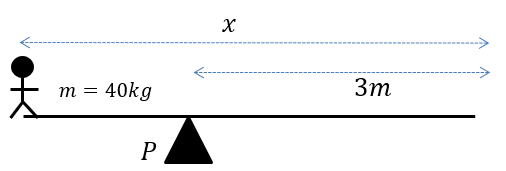 x
3m
m = 40kg
P